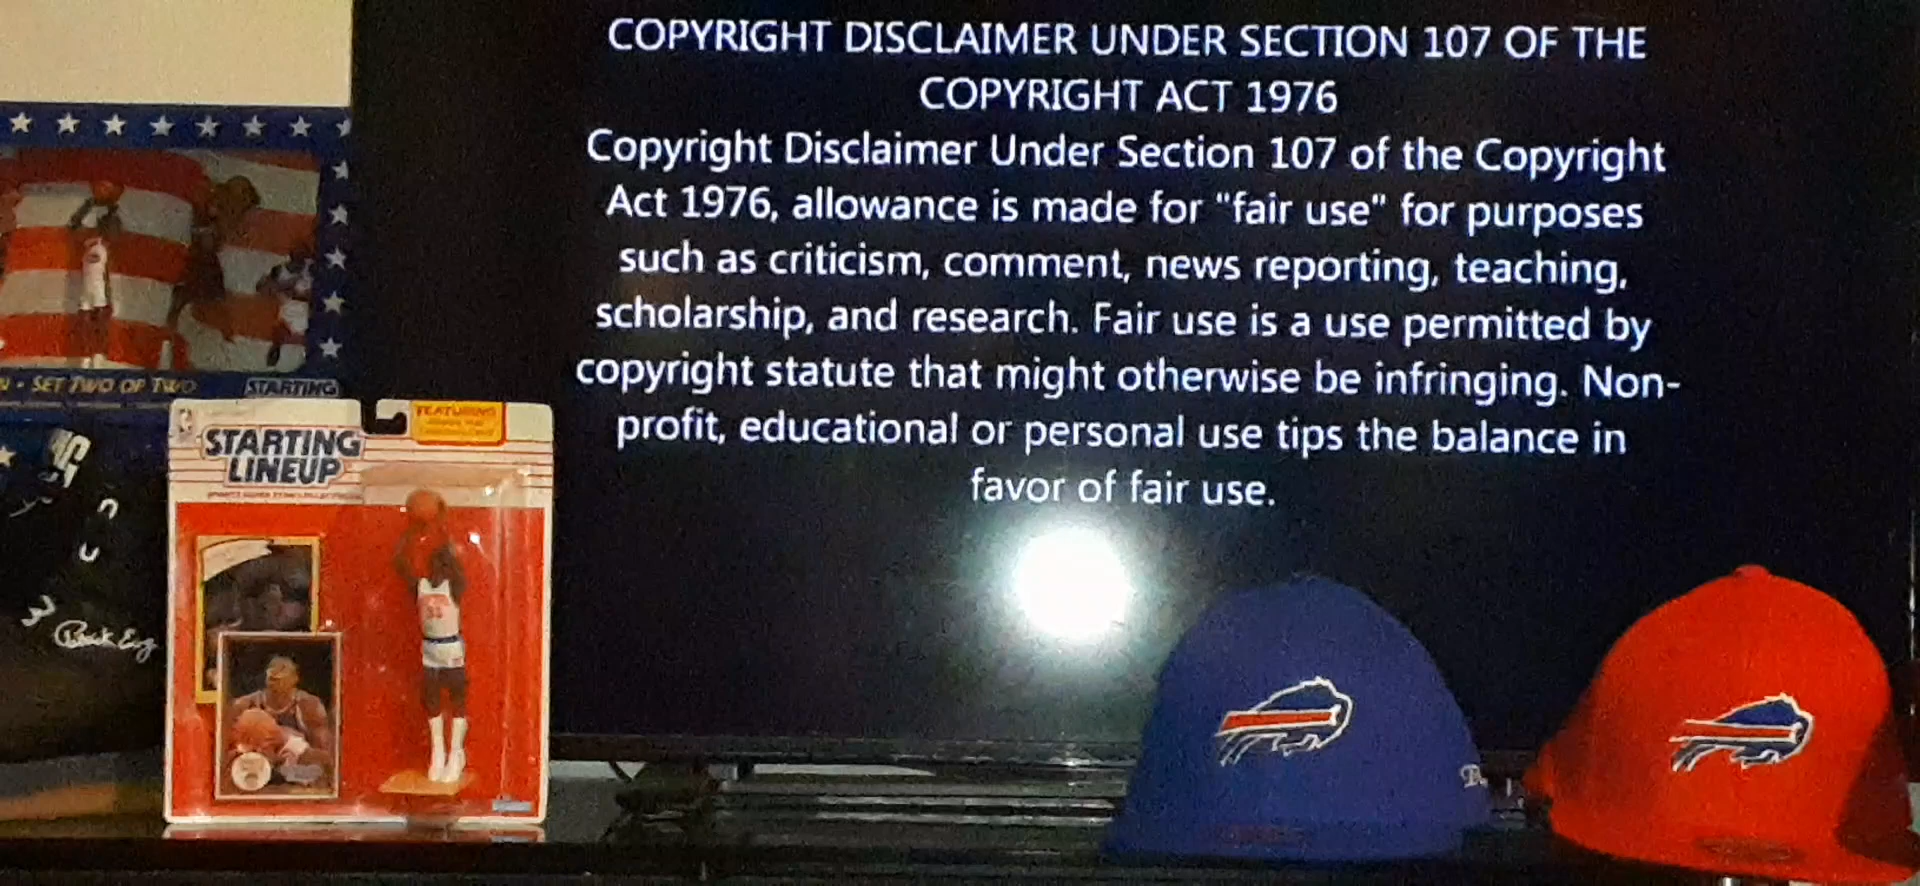 COPYRIGHT DISCLAIMER UNDER SECTION 107 OF THE
COPYRIGHT ACT 1976
Copyright Disclaimer Under Section 107 of the Copyright
Act 1976, allowance is made for "fair use" for purposes
such as criticism, comment, news reporting, teaching,
scholarship, and research. Fair use is a use permitted by
copyright statute that might otherwise be infringing. Non-
profit, educational or personal use tips the balance in
favor of fair use.
SET TWO OF TWO
STARTING
FEATURING
STARTING
LINEUP